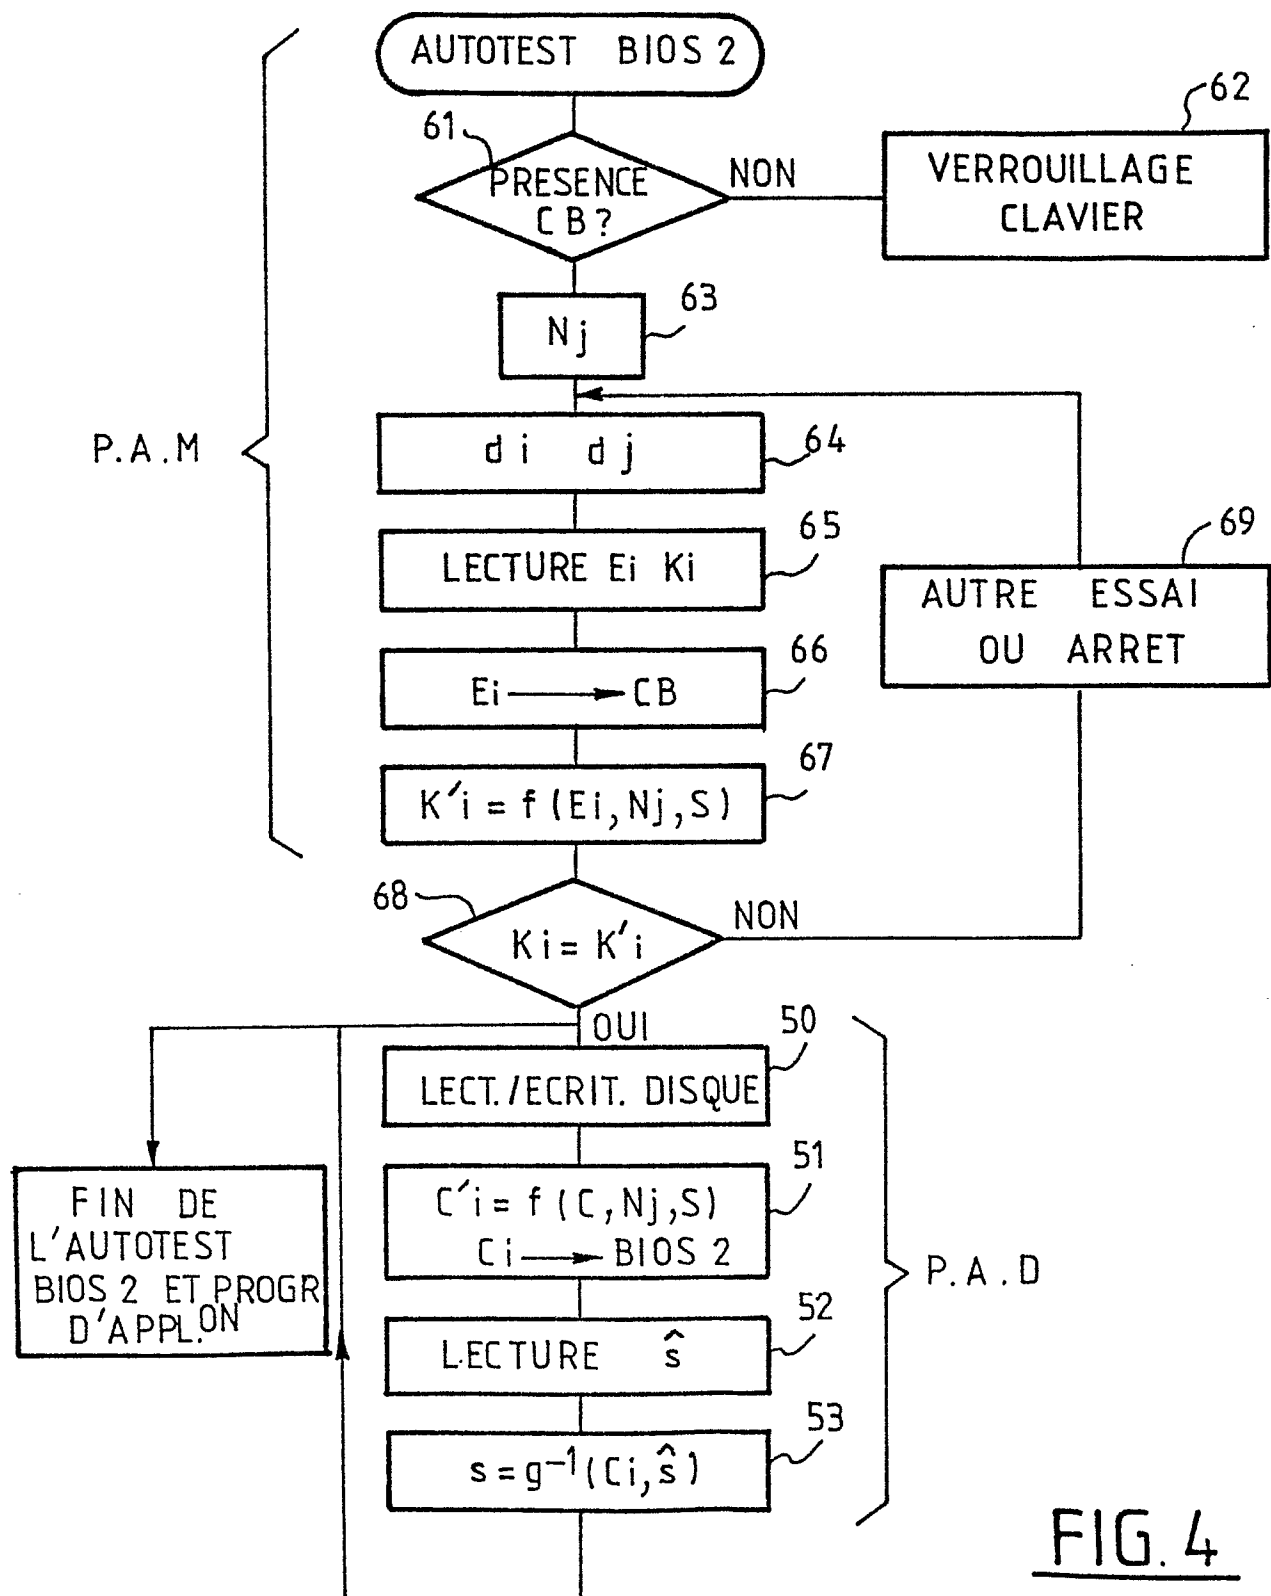 AUTOTEST BIOS 2
61
PRESENCE
CB?
NON
62
VERROUILLAGE
CLAVIER
63
Nj
P.A.M
64
di dj
65
LECTURE Ei Ki
69
AUTRE ESSAI
OU ARRET
66
Ei → CB
67
K'i = f (Ei, Nj, S)
68
Ki = K'i
NON
OUI
50
LECT./ECRIT. DISQUE
51
C'i = f (C, Nj, S)
Ci → BIOS 2
FIN DE
L'AUTOTEST
BIOS 2 ET PROGR
D'APPL.ON
P.A.D
52
LECTURE ŝ
53
s = g⁻¹ (Ci, ŝ)
FIG. 4